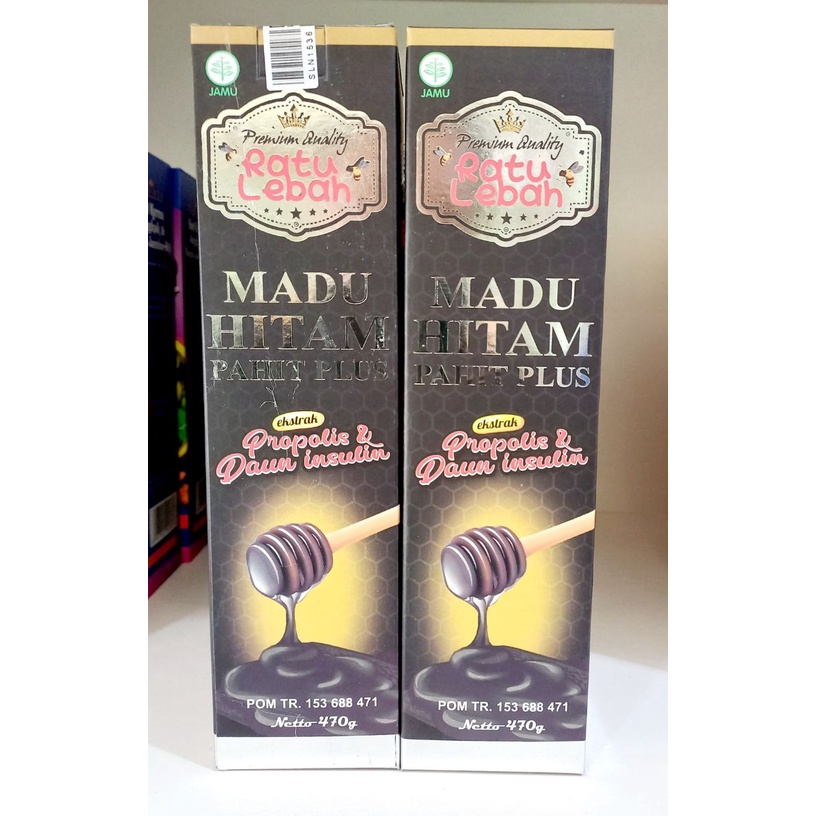 SLN1536
JAMU
Premium Quality
Ratu
Lebah
MADU
HITAM
PAHIT PLUS
ekstrak
Propolis &
Daun insulin
POM TR. 153 688 471
Netto 470g
JAMU
Premium Quality
Ratu
Lebah
MADU
HITAM
PAHIT PLUS
ekstrak
Propolis &
Daun insulin
POM TR. 153 688 471
Netto 470g